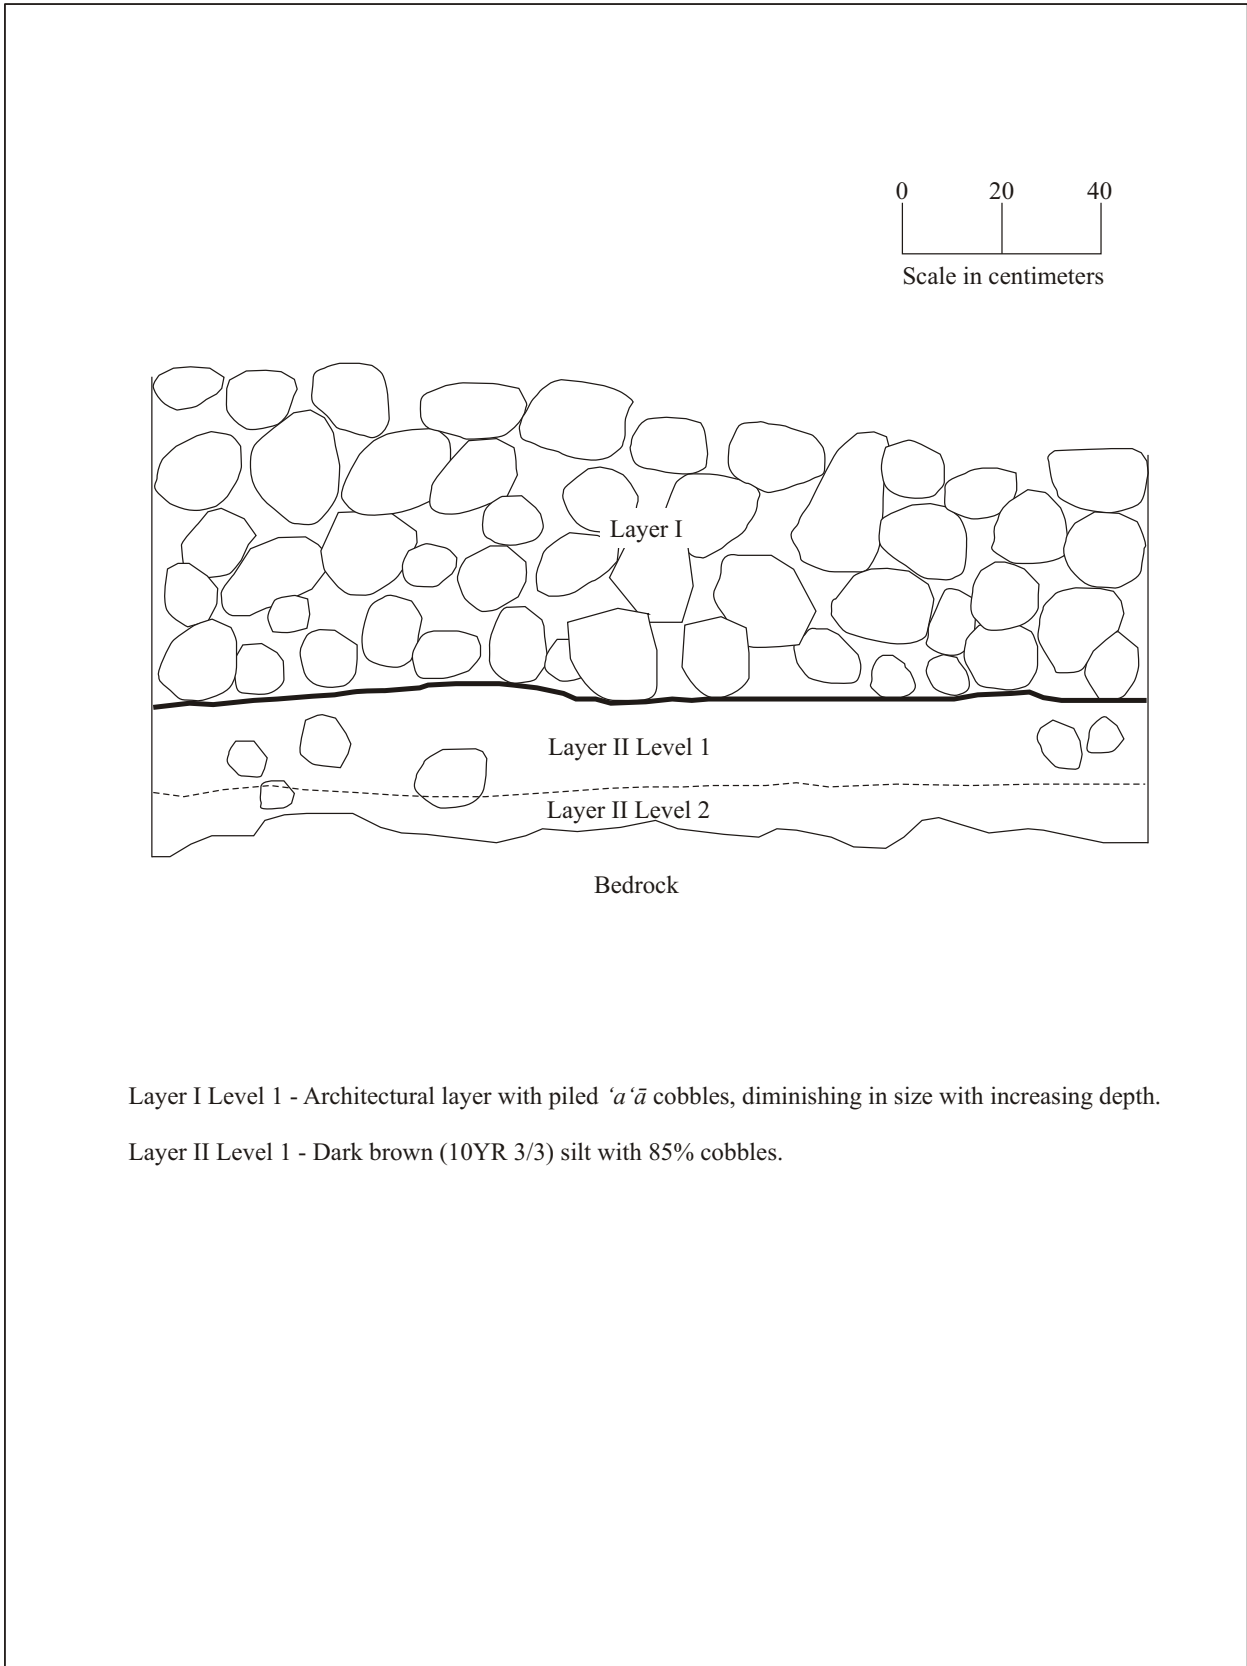 0 20 40
Scale in centimeters
Layer I
Layer II Level 1
Layer II Level 2
Bedrock
Layer I Level 1 - Architectural layer with piled ‘a‘ā cobbles, diminishing in size with increasing depth.
Layer II Level 1 - Dark brown (10YR 3/3) silt with 85% cobbles.